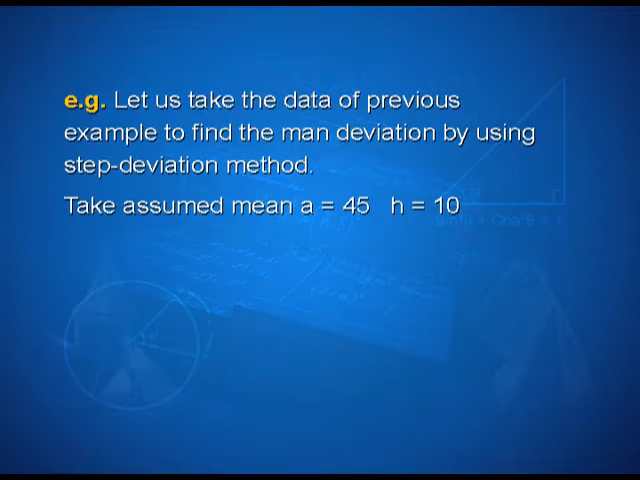 e.g. Let us take the data of previous
example to find the man deviation by using
step-deviation method.
Take assumed mean a = 45 h = 10